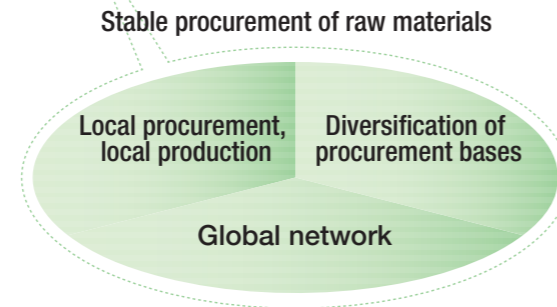 Stable procurement of raw materials
Local procurement,
local production
Diversification of
procurement bases
Global network